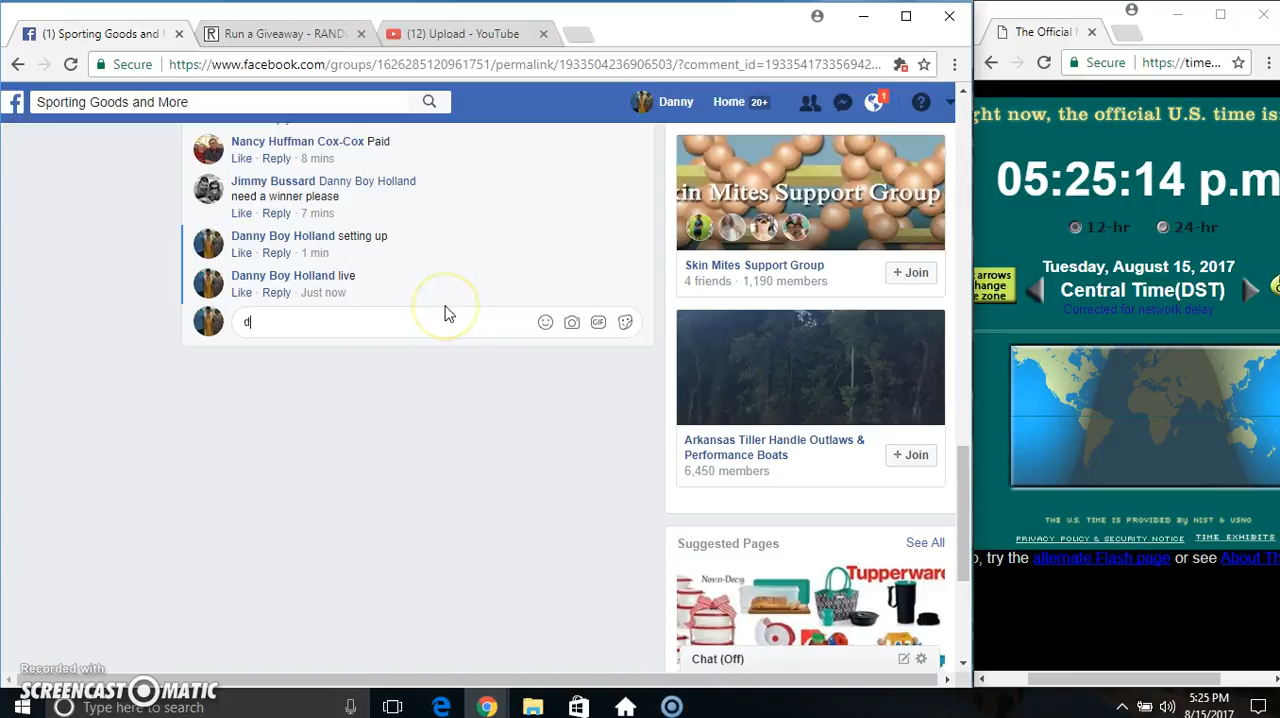 (1) Sporting Goods and
Run a Giveaway - RAND
(12) Upload - YouTube
The Official
Secure
https://www.facebook.com/groups/1626285120961751/permalink/1933504236906503/?comment_id=193354173356942...
Secure
https://time...
Sporting Goods and More
Danny
Home 20+
1
Nancy Huffman Cox-Cox Paid
Like · Reply · 8 mins
Jimmy Bussard Danny Boy Holland
need a winner please
Like · Reply · 7 mins
Danny Boy Holland setting up
Like · Reply · 1 min
Danny Boy Holland live
Like · Reply · Just now
d
GIF
Skin Mites Support Group
Skin Mites Support Group
4 friends · 1,190 members
+ Join
Arkansas Tiller Handle Outlaws &
Performance Boats
6,450 members
+ Join
Suggested Pages
See All
Nov.1-Dec.9
Tupperware
Chat (Off)
ght now, the official U.S. time is:
05:25:14 p.m
12-hr
24-hr
Tuesday, August 15, 2017
Central Time(DST)
Corrected for network delay
arrows
change
e zone
THE U.S. TIME IS PROVIDED BY NIST & USNO
PRIVACY POLICY & SECURITY NOTICE
TIME EXHIBITS
o, try the alternate Flash page or see About Th
Recorded with
SCREENCAST-O-MATIC
Type here to search
5:25 PM
8/15/2017